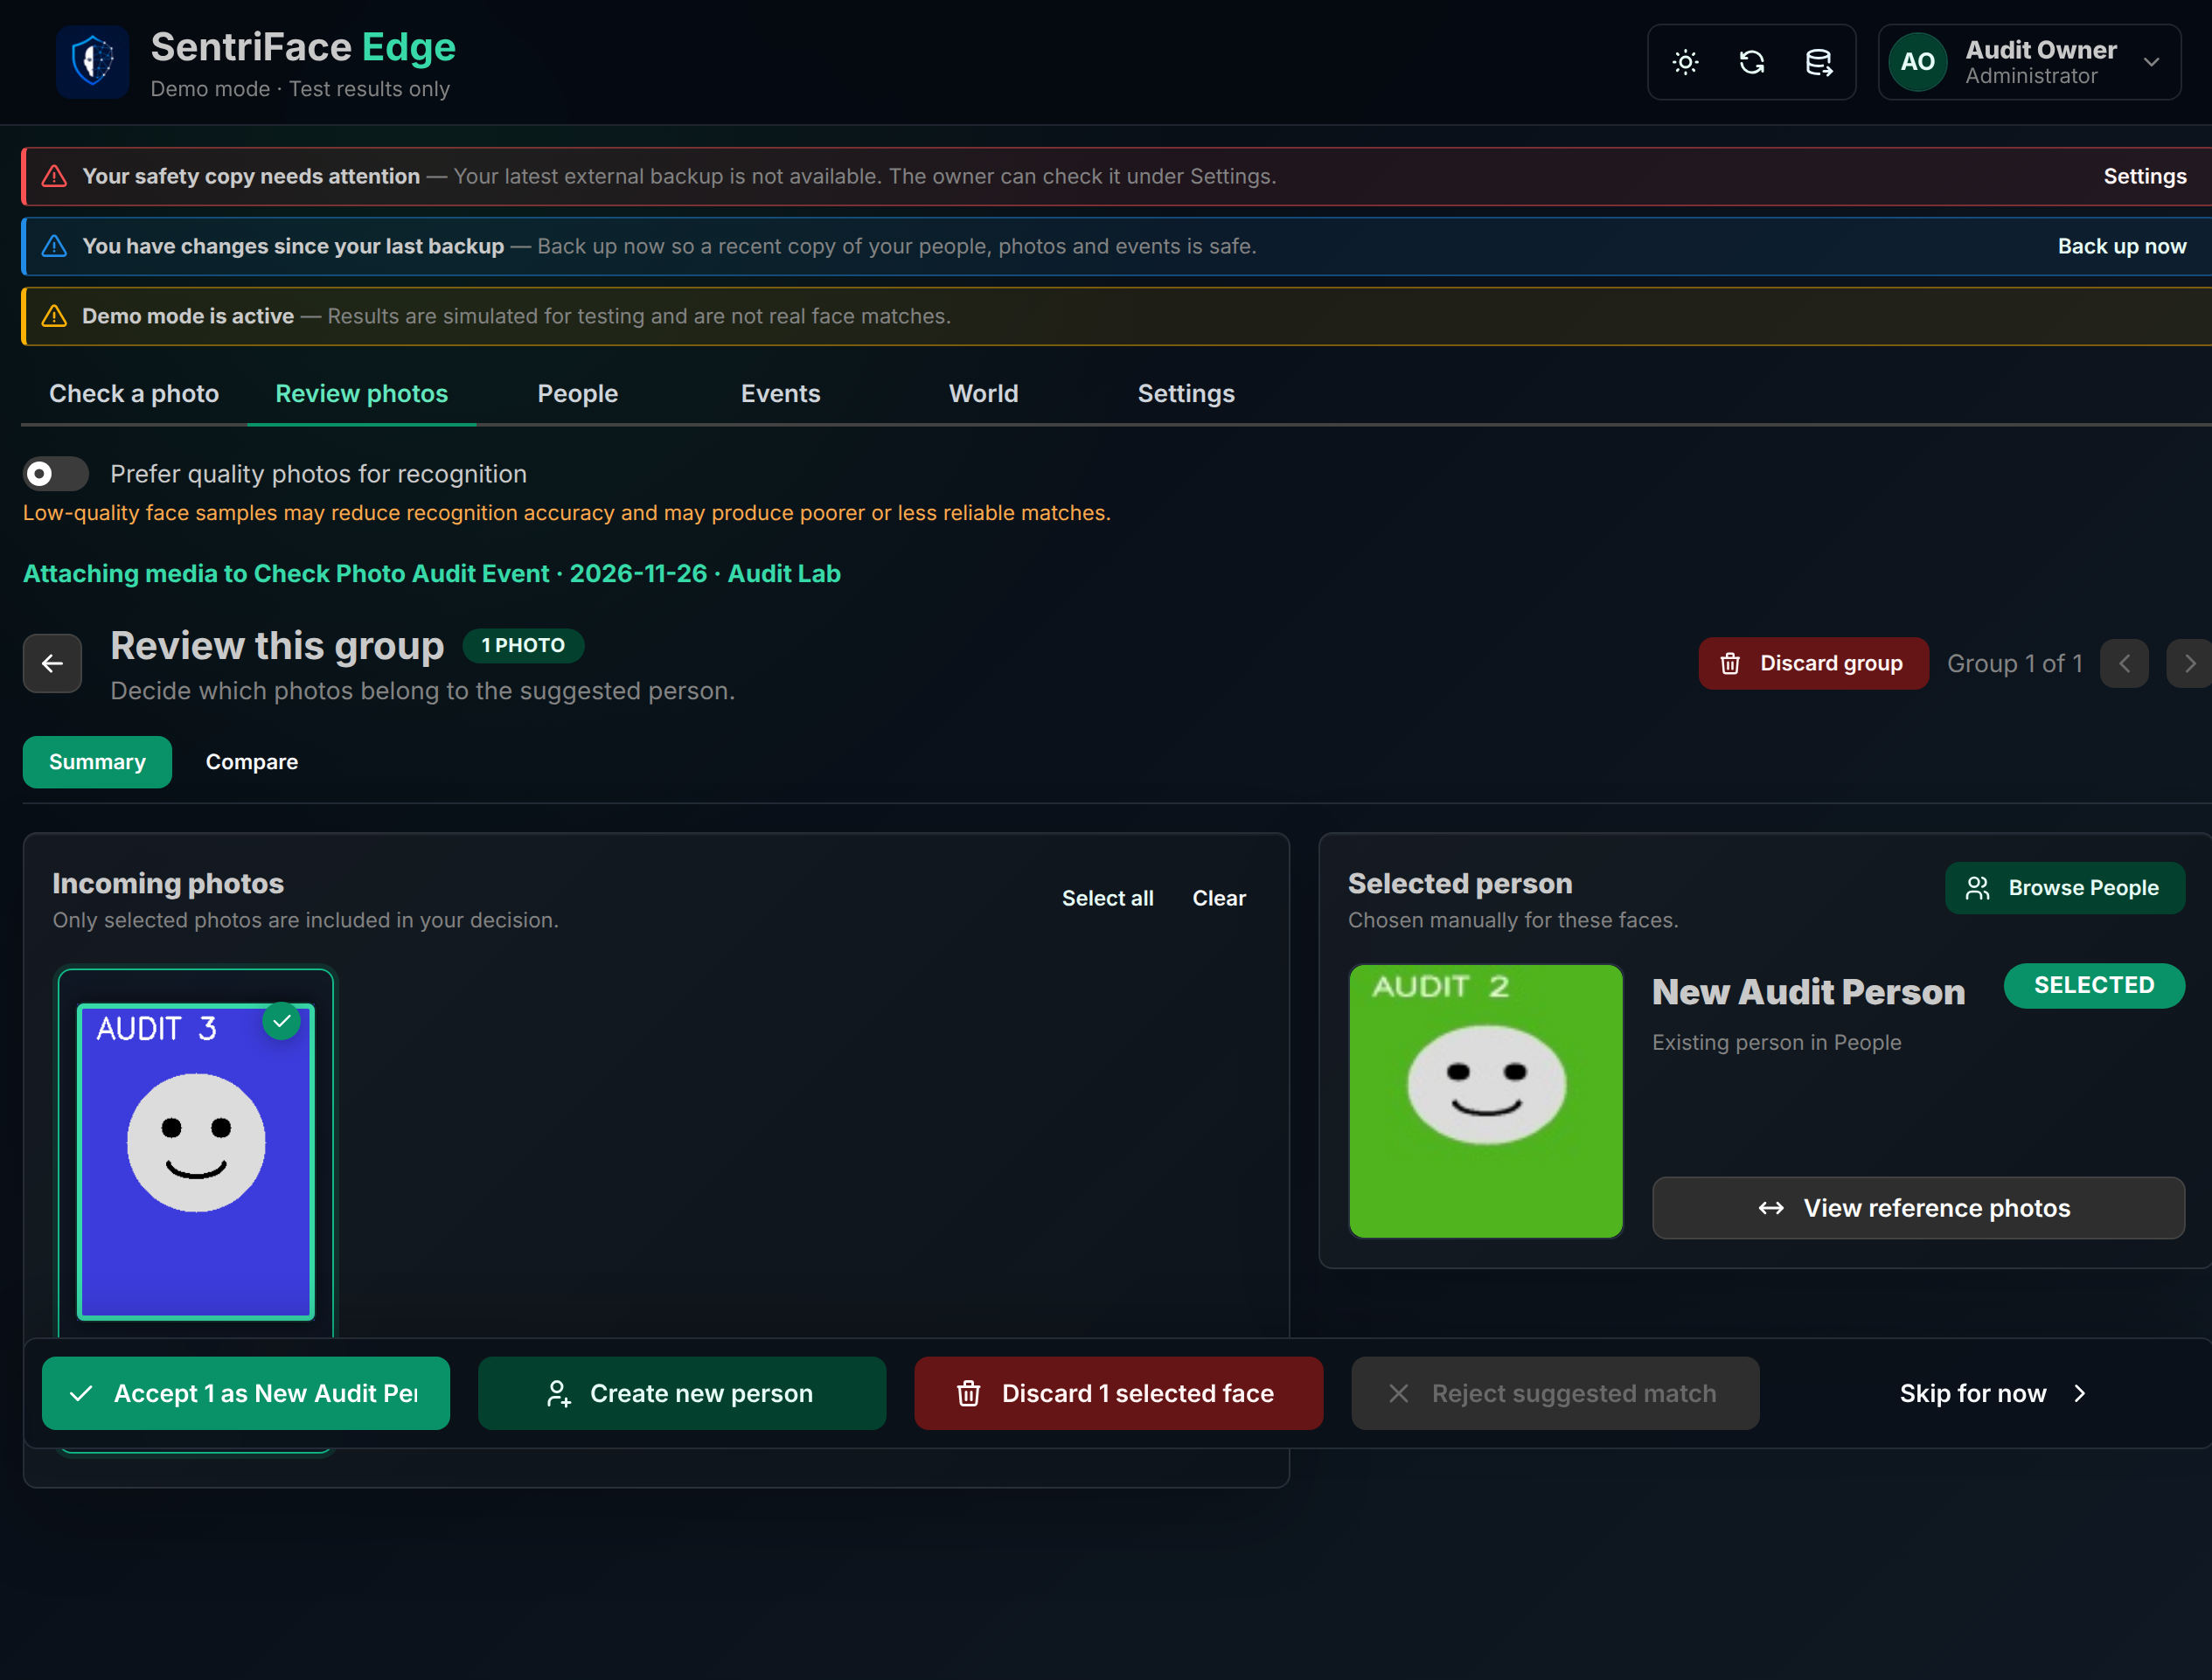 SentriFace Edge
Demo mode · Test results only
AO
Audit Owner
Administrator
Your safety copy needs attention — Your latest external backup is not available. The owner can check it under Settings.
Settings
You have changes since your last backup — Back up now so a recent copy of your people, photos and events is safe.
Back up now
Demo mode is active — Results are simulated for testing and are not real face matches.
Check a photo
Review photos
People
Events
World
Settings
Prefer quality photos for recognition
Low-quality face samples may reduce recognition accuracy and may produce poorer or less reliable matches.
Attaching media to Check Photo Audit Event · 2026-11-26 · Audit Lab
Review this group
1 PHOTO
Decide which photos belong to the suggested person.
Discard group
Group 1 of 1
Summary
Compare
Incoming photos
Only selected photos are included in your decision.
Select all
Clear
AUDIT 3
Selected person
Chosen manually for these faces.
Browse People
AUDIT 2
New Audit Person
SELECTED
Existing person in People
View reference photos
Accept 1 as New Audit Per
Create new person
Discard 1 selected face
Reject suggested match
Skip for now